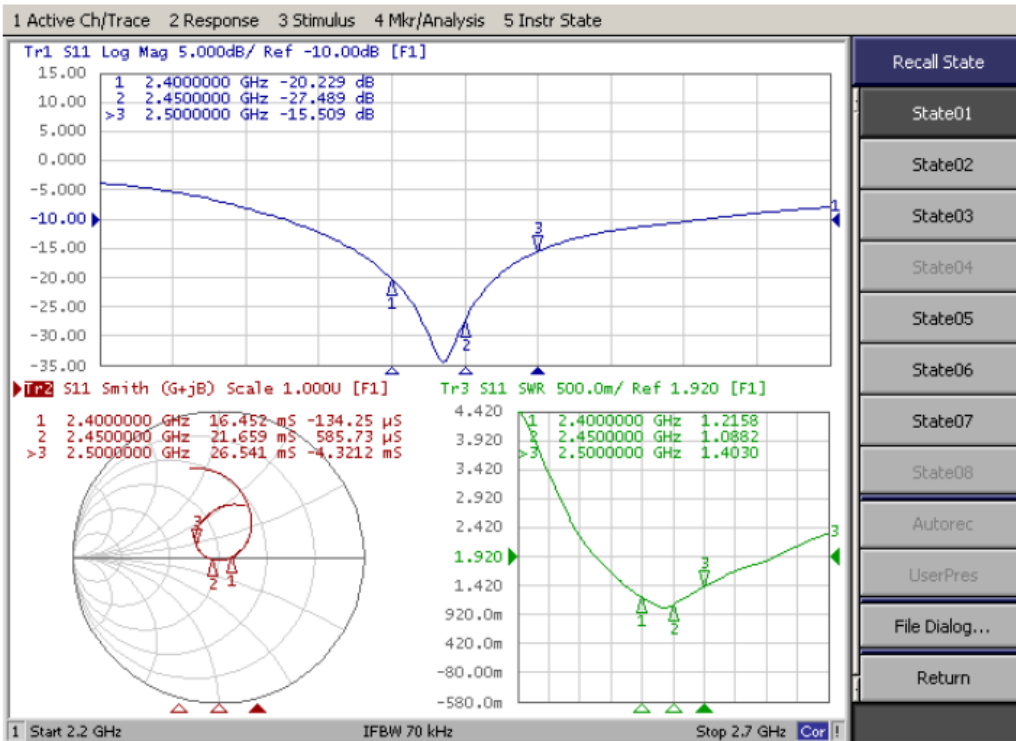 1 Active Ch/Trace 2 Response 3 Stimulus 4 Mkr/Analysis 5 Instr State
Tr1 S11 Log Mag 5.000dB/ Ref -10.00dB [F1]
15.00
10.00
5.000
0.000
-5.000
-10.00
-15.00
-20.00
-25.00
-30.00
-35.00
1 2.4000000 GHz -20.229 dB
2 2.4500000 GHz -27.489 dB
>3 2.5000000 GHz -15.509 dB
1
2
3
1
Tr2 S11 Smith (G+jB) Scale 1.000U [F1]
1 2.4000000 GHz 16.452 mS -134.25 µS
2 2.4500000 GHz 21.659 mS 585.73 µS
>3 2.5000000 GHz 26.541 mS -4.3212 mS
3
2
1
Tr3 S11 SWR 500.0m/ Ref 1.920 [F1]
4.420
3.920
3.420
2.920
2.420
1.920
1.420
920.0m
420.0m
-80.00m
-580.0m
1 2.4000000 GHz 1.2158
2 2.4500000 GHz 1.0882
>3 2.5000000 GHz 1.4030
1
2
3
3
1 Start 2.2 GHz IFBW 70 kHz Stop 2.7 GHz Cor !
Recall State
State01
State02
State03
State04
State05
State06
State07
State08
Autorec
UserPres
File Dialog...
Return